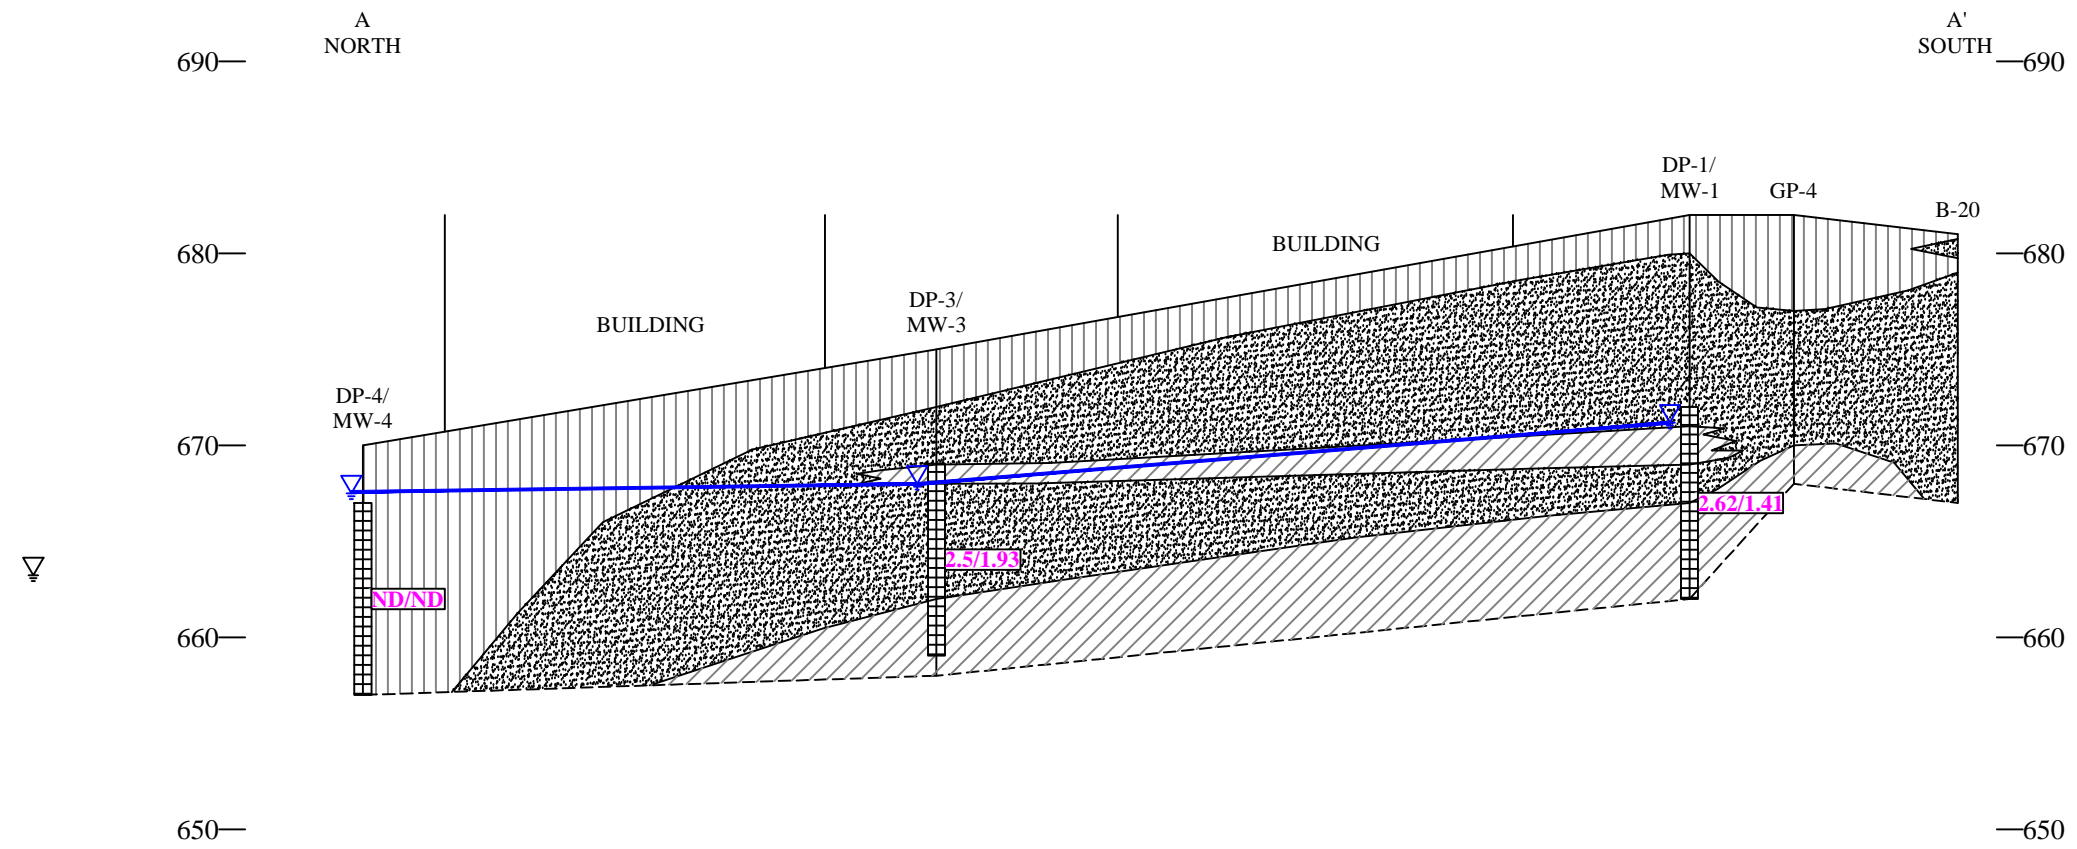 A
NORTH
A'
SOUTH
690
690
DP-1/
MW-1
GP-4
B-20
680
BUILDING
680
DP-3/
MW-3
BUILDING
DP-4/
MW-4
670
670
2.62/1.41
2.5/1.93
ND/ND
660
660
650
650